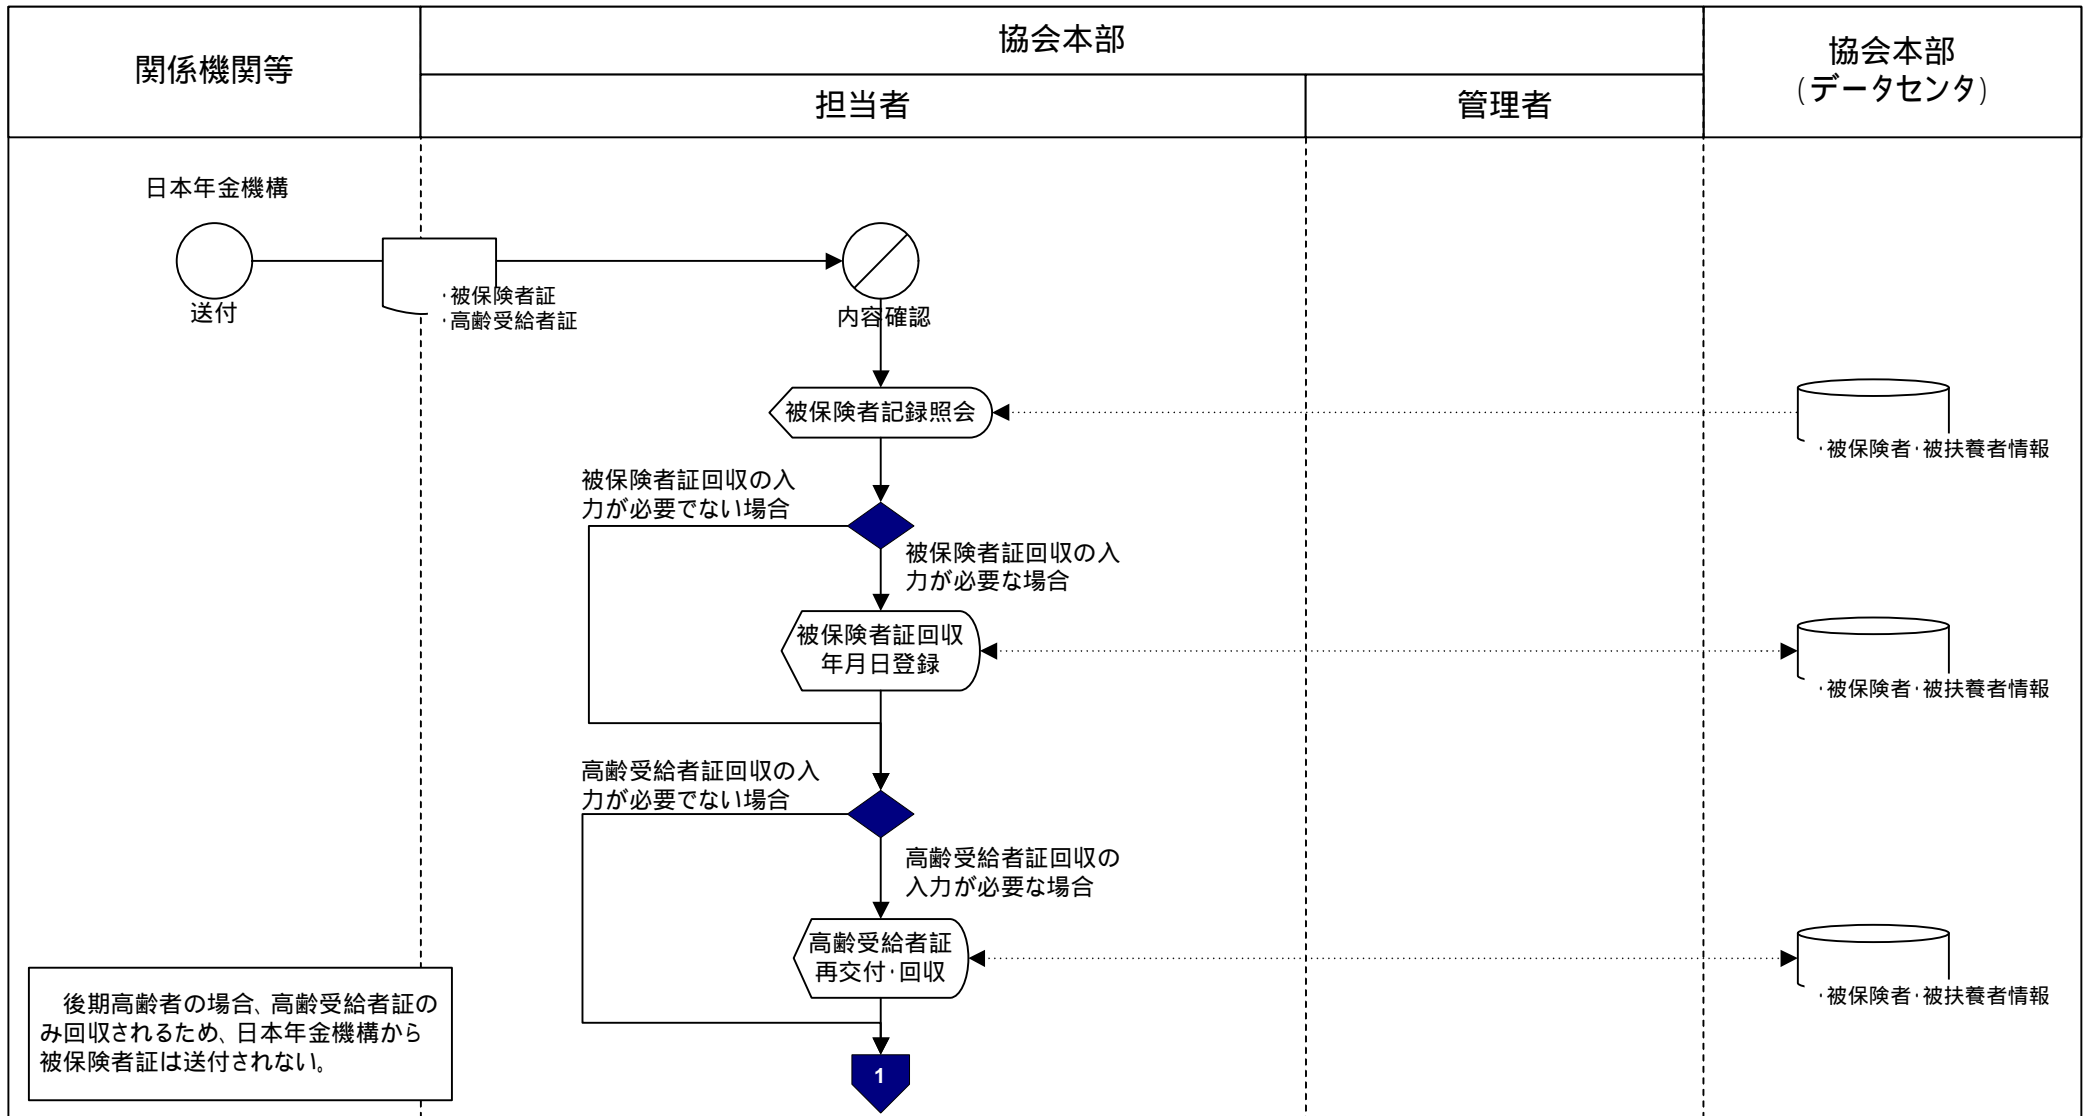 関係機関等
協会本部
協会本部
(データセンタ)
担当者
管理者
日本年金機構
送付
・被保険者証
・高齢受給者証
内容確認
被保険者記録照会
・被保険者・被扶養者情報
被保険者証回収の入
力が必要でない場合
被保険者証回収の入
力が必要な場合
被保険者証回収
年月日登録
・被保険者・被扶養者情報
高齢受給者証回収の入
力が必要でない場合
高齢受給者証回収の
入力が必要な場合
高齢受給者証
再交付・回収
・被保険者・被扶養者情報
後期高齢者の場合、高齢受給者証の
み回収されるため、日本年金機構から
被保険者証は送付されない。
1